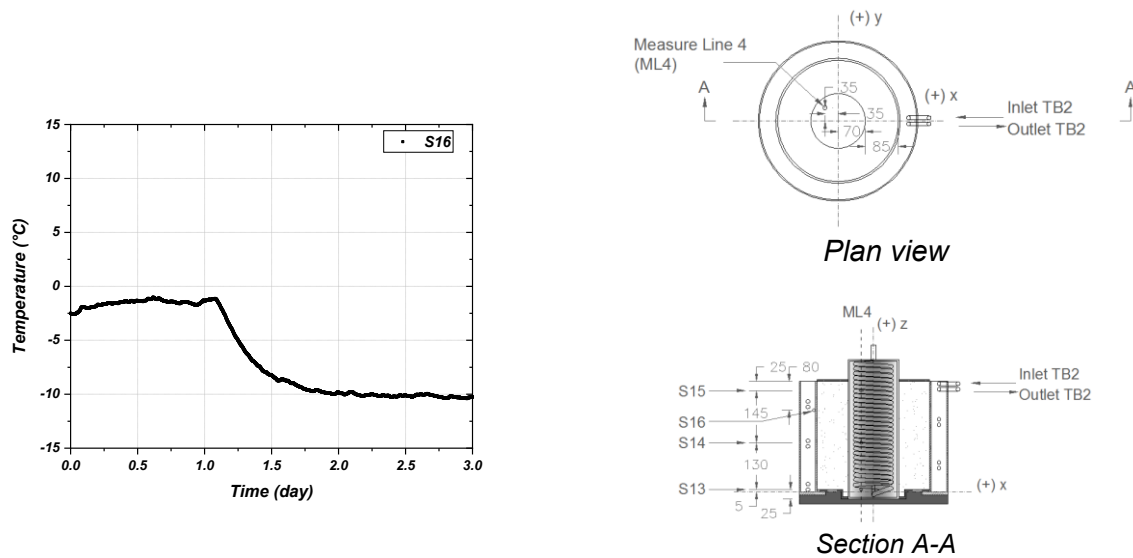 S16
15
10
5
0
-5
-10
-15
0.0 0.5 1.0 1.5 2.0 2.5 3.0
Temperature (°C)
Time (day)
(+) y
Measure Line 4
(ML4)
A
35
(+) x
A
35
Inlet TB2
70
Outlet TB2
85
Plan view
ML4
(+) z
25 80
S15
Inlet TB2
Outlet TB2
145
S16
S14
130
S13
(+) x
5
25
Section A-A